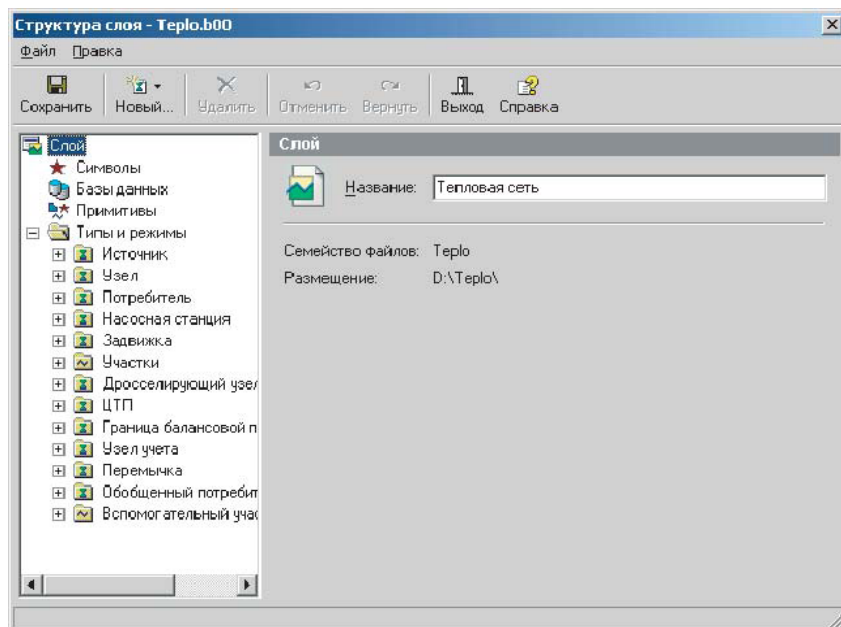 Структура слоя - Teplo.b00
Файл Правка
Сохранить Новый... Удалить Отменить Вернуть Выход Справка
Слой
Символы
Базы данных
Примитивы
Типы и режимы
Источник
Узел
Потребитель
Насосная станция
Задвижка
Участки
Дросселирующий узел
ЦТП
Граница балансовой п
Узел учета
Перемычка
Обобщенный потребит
Вспомогательный учас
Слой
Название: Тепловая сеть
Семейство файлов: Teplo
Размещение: D:\Teplo\